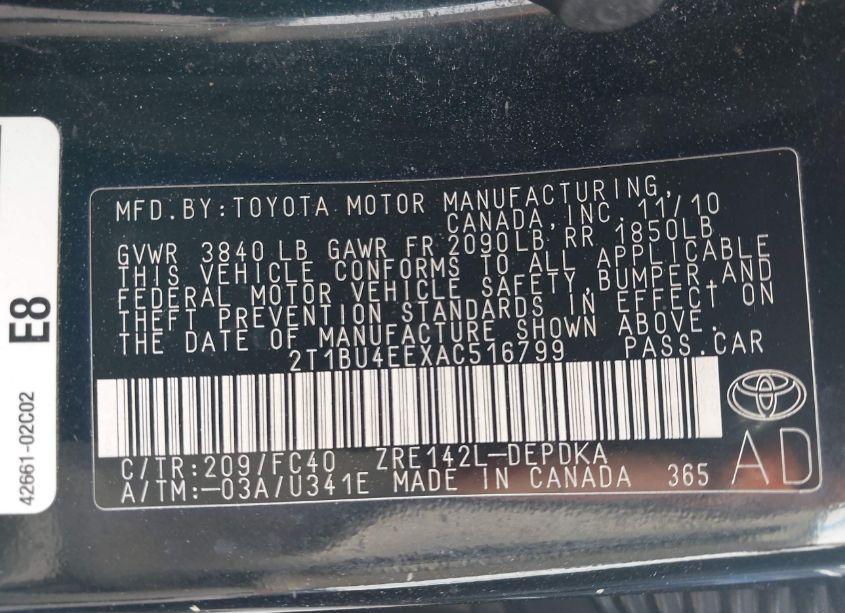 MFD.BY:TOYOTA MOTOR MANUFACTURING,
CANADA,INC. 11/10
GVWR 3840LB GAWR FR 2090LB RR 1850LB
THIS VEHICLE CONFORMS TO ALL APPLICABLE
FEDERAL MOTOR VEHICLE SAFETY,BUMPER,AND
THEFT PREVENTION STANDARDS IN EFFECT ON
THE DATE OF MANUFACTURE SHOWN ABOVE.
2T1BU4EEXAC516799 PASS.CAR
C/TR:209/FC40 ZRE142L-DEPDKA
A/TM:-03A/U341E MADE IN CANADA 365
AD
E8
42661-02C02